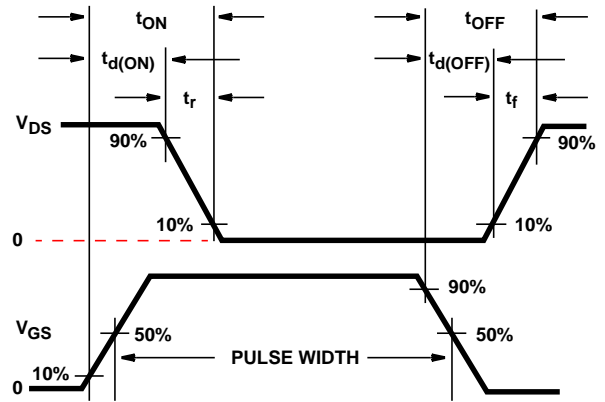 tON tOFF
td(ON) td(OFF)
tr tf
VDS
90% 90%
10% 10%
0
90%
VGS 50% 50%
PULSE WIDTH
10%
0